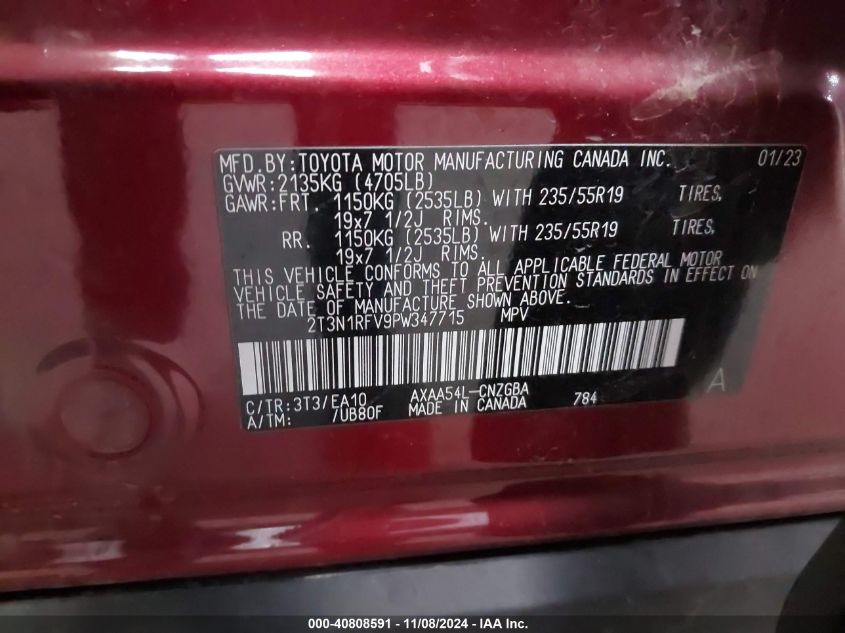 MFD.BY:TOYOTA MOTOR MANUFACTURING CANADA INC. 01/23
GVWR:2135KG (4705LB)
GAWR:FRT. 1150KG (2535LB) WITH 235/55R19 TIRES,
19x7 1/2J RIMS.
RR. 1150KG (2535LB) WITH 235/55R19 TIRES,
19x7 1/2J RIMS.
THIS VEHICLE CONFORMS TO ALL APPLICABLE FEDERAL MOTOR
VEHICLE SAFETY AND THEFT PREVENTION STANDARDS IN EFFECT ON
THE DATE OF MANUFACTURE SHOWN ABOVE.
2T3N1RFV9PW347715 MPV
C/TR:3T3/EA10 AXAA54L-CNZGBA 784 A
A/TM: /UB80F MADE IN CANADA
000-40808591 - 11/08/2024 - IAA Inc.